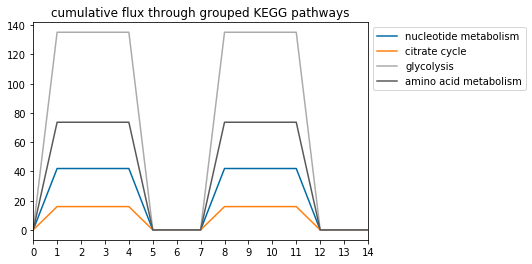 cumulative flux through grouped KEGG pathways
140
120
100
80
60
40
20
0
0 1 2 3 4 5 6 7 8 9 10 11 12 13 14
nucleotide metabolism
citrate cycle
glycolysis
amino acid metabolism